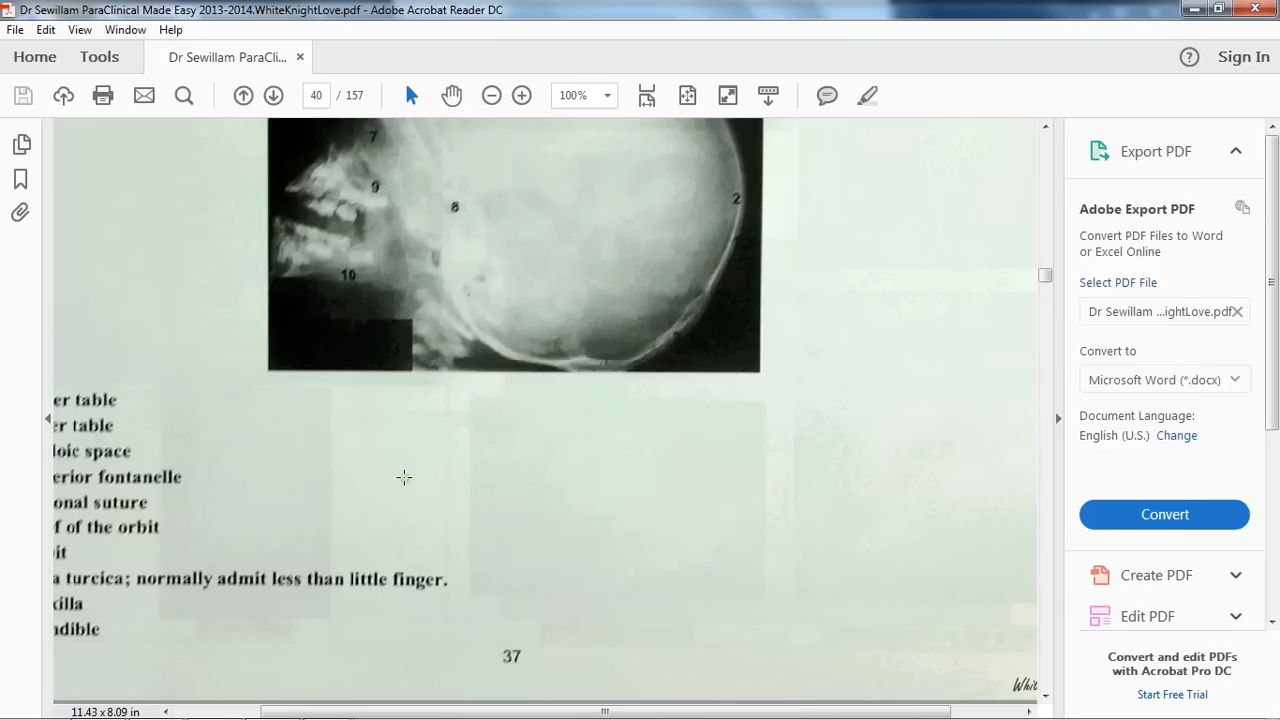 Dr Sewillam ParaClinical Made Easy 2013-2014.WhiteKnightLove.pdf - Adobe Acrobat Reader DC
File Edit View Window Help
Home Tools Dr Sewillam ParaCli... × ? Sign In
40 / 157 100%
7
9
8
2
10
er table
er table
loic space
erior fontanelle
onal suture
f of the orbit
it
a turcica; normally admit less than little finger.
xilla
ndible
37
Whit
11.43 x 8.09 in
Export PDF
Adobe Export PDF
Convert PDF Files to Word
or Excel Online
Select PDF File
Dr Sewillam ...ightLove.pdf
Convert to
Microsoft Word (*.docx)
Document Language:
English (U.S.) Change
Convert
Create PDF
Edit PDF
Convert and edit PDFs
with Acrobat Pro DC
Start Free Trial